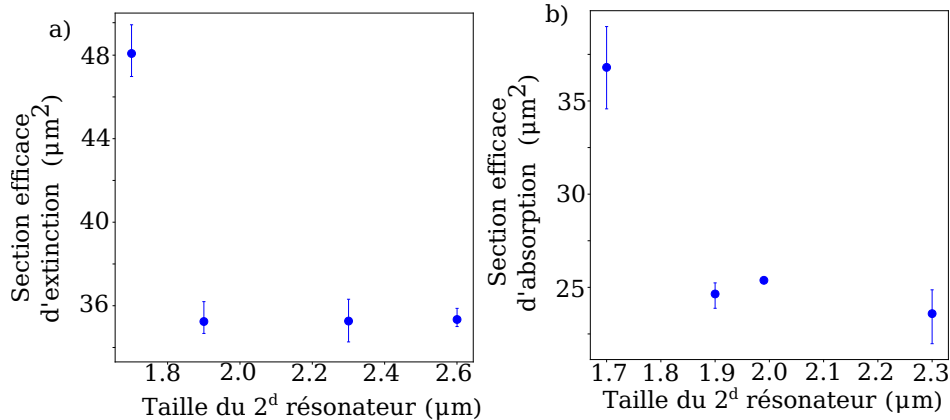 a)
Section efficace
d'extinction (µm²)
48
44
40
36
1.8 2.0 2.2 2.4 2.6
Taille du 2ᵈ résonateur (µm)
b)
Section efficace
d'absorption (µm²)
35
30
25
1.7 1.8 1.9 2.0 2.1 2.2 2.3
Taille du 2ᵈ résonateur (µm)